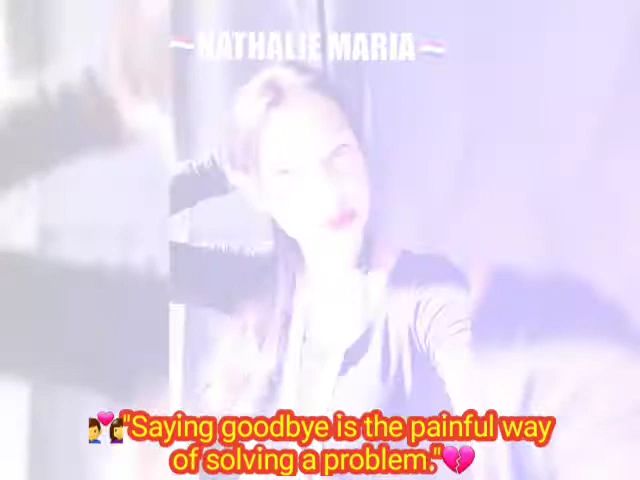 NATHALIE MARIA
"Saying goodbye is the painful way
of solving a problem."